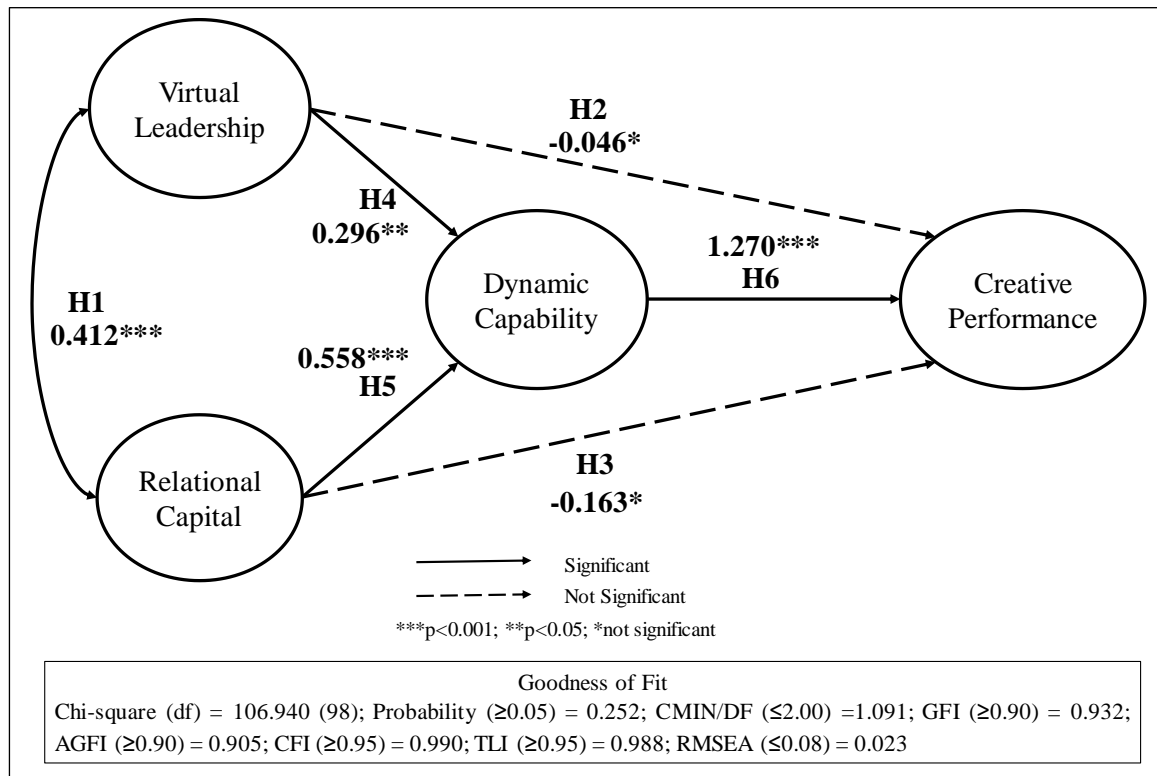 Virtual
Leadership
H2
-0.046*
H4
0.296**
1.270***
H6
Dynamic
Capability
Creative
Performance
H1
0.412***
0.558***
H5
Relational
Capital
H3
-0.163*
Significant
Not Significant
***p<0.001; **p<0.05; *not significant
Goodness of Fit
Chi-square (df) = 106.940 (98); Probability (≥0.05) = 0.252; CMIN/DF (≤2.00) =1.091; GFI (≥0.90) = 0.932;
AGFI (≥0.90) = 0.905; CFI (≥0.95) = 0.990; TLI (≥0.95) = 0.988; RMSEA (≤0.08) = 0.023